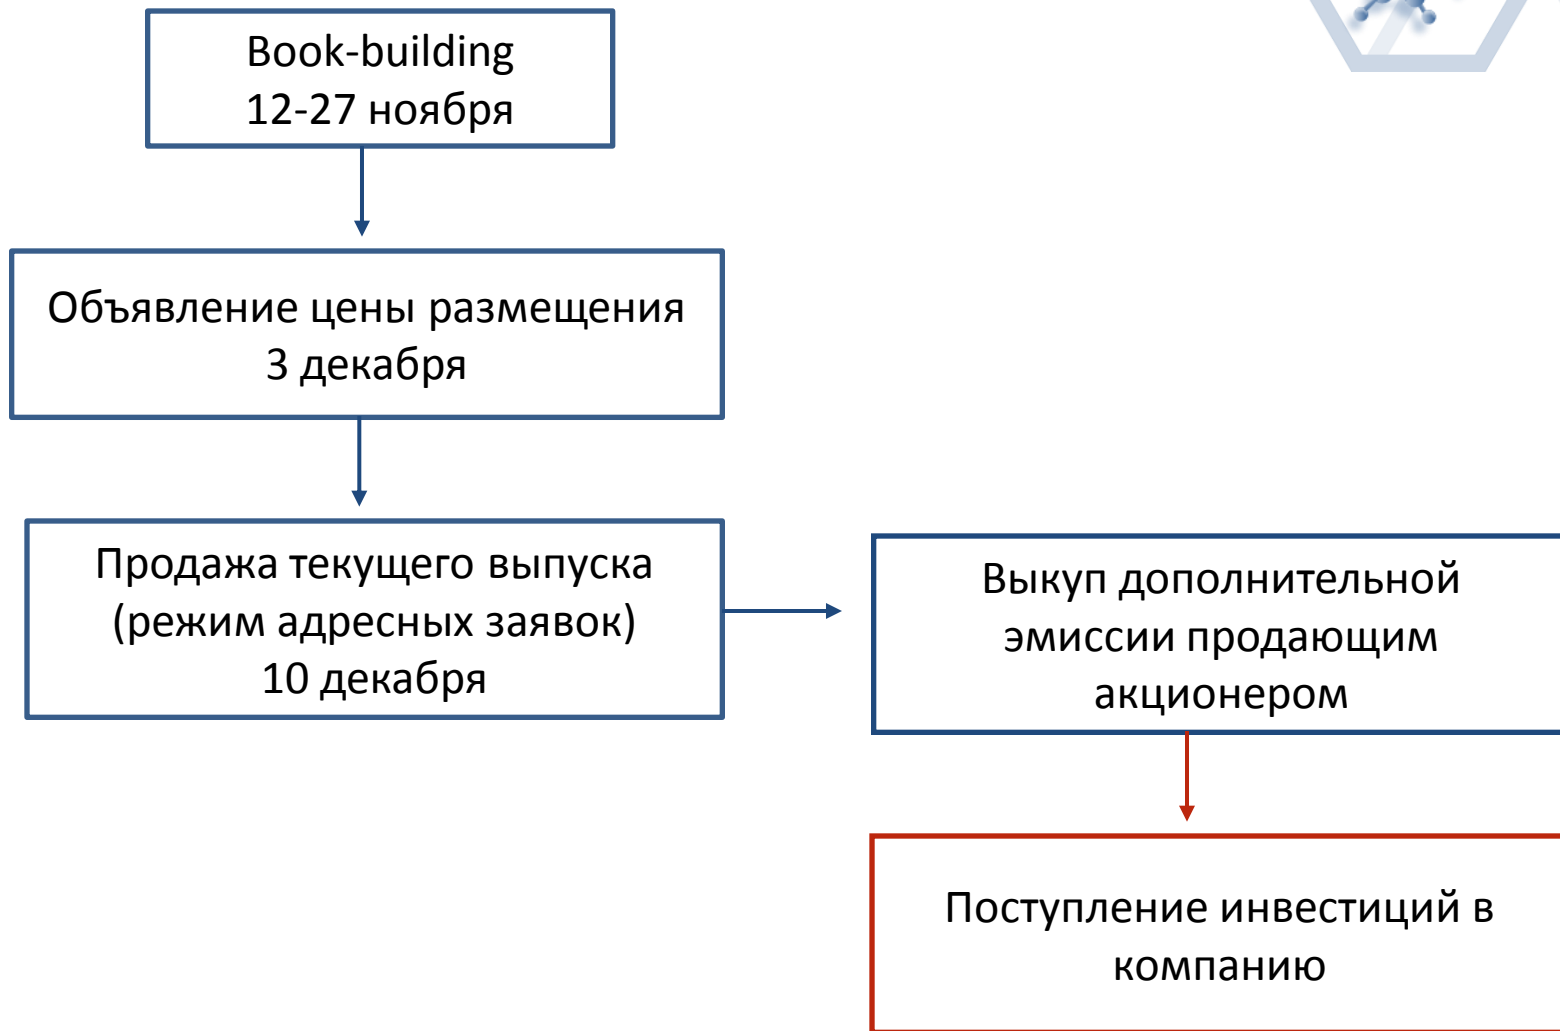 Book-building
12-27 ноября
Объявление цены размещения
3 декабря
Продажа текущего выпуска
(режим адресных заявок)
10 декабря
Выкуп дополнительной
эмиссии продающим
акционером
Поступление инвестиций в
компанию